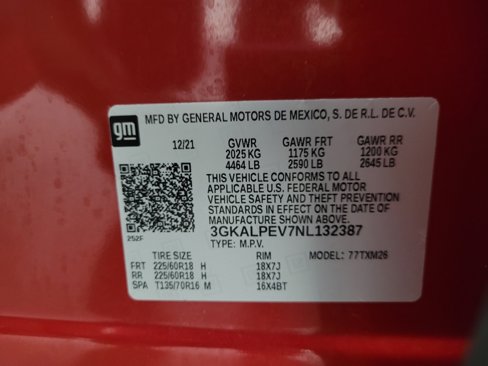 gm
MFD BY GENERAL MOTORS DE MEXICO, S. DE R.L. DE C.V.
12/21 GVWR GAWR FRT GAWR RR
2025 KG 1175 KG 1200 KG
4464 LB 2590 LB 2645 LB
THIS VEHICLE CONFORMS TO ALL
APPLICABLE U.S. FEDERAL MOTOR
VEHICLE SAFETY AND THEFT PREVENTION
STANDARDS IN EFFECT ON THE DATE OF
MANUFACTURE SHOWN ABOVE.
3GKALPEV7NL132387
252F TYPE: M.P.V.
TIRE SIZE RIM MODEL: 77TXM26
FRT 225/60R18 H 18X7J
RR 225/60R18 H 18X7J
SPA T135/70R16 M 16X4BT